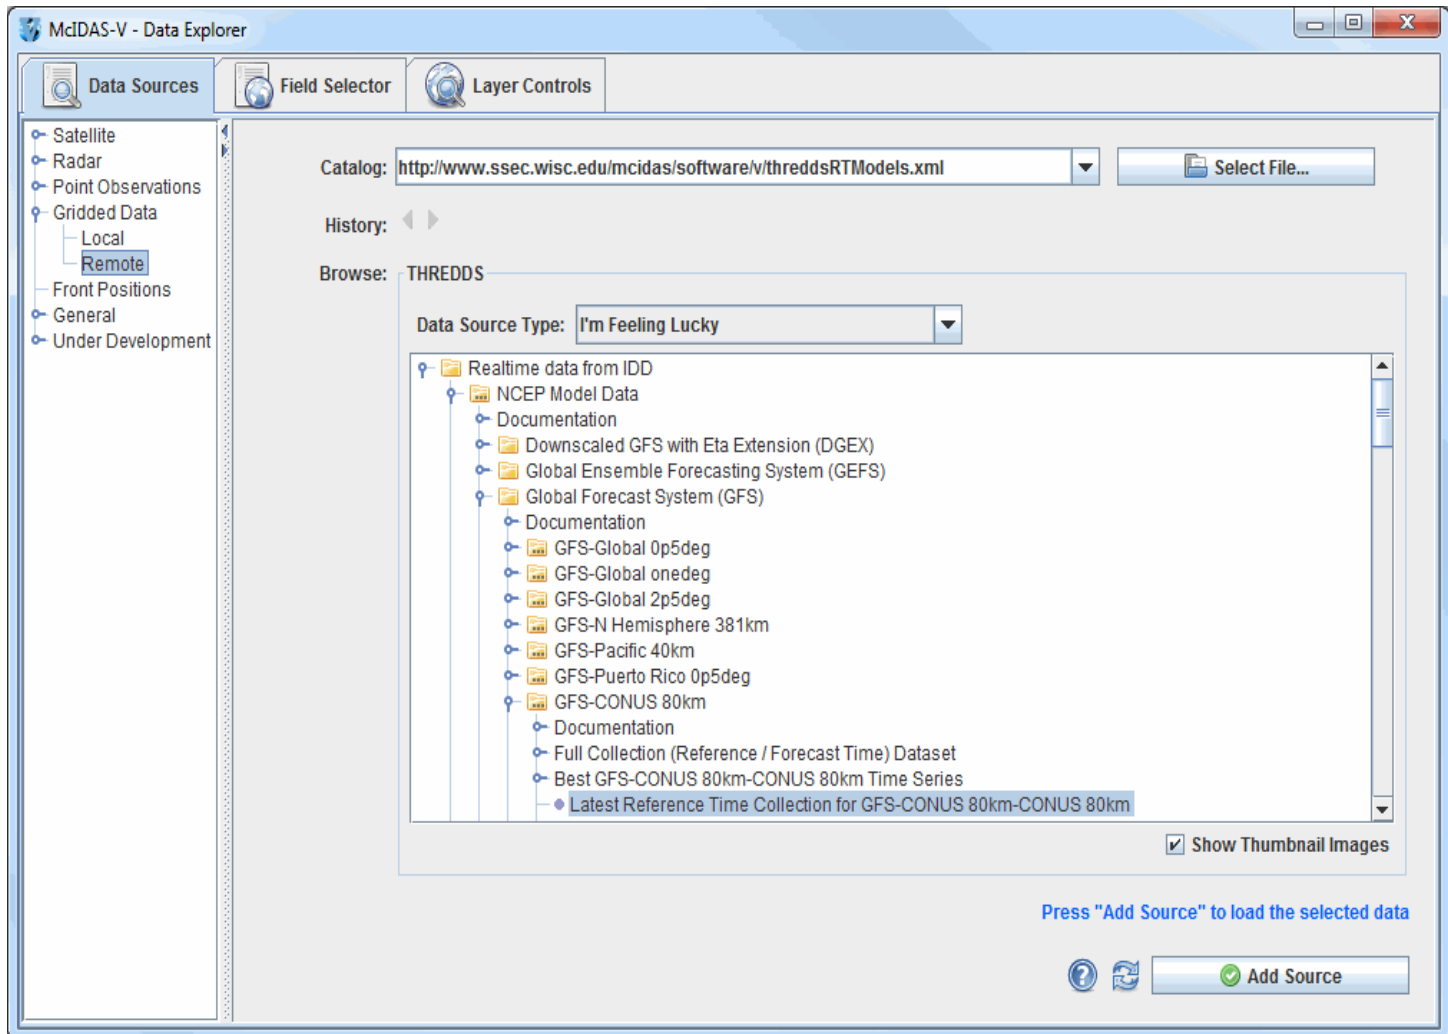 McIDAS-V - Data Explorer
Data Sources
Field Selector
Layer Controls
Satellite
Radar
Point Observations
Gridded Data
Local
Remote
Front Positions
General
Under Development
Catalog: http://www.ssec.wisc.edu/mcidas/software/v/threddsRTModels.xml Select File...
History:
Browse: THREDDS
Data Source Type: I'm Feeling Lucky
Realtime data from IDD
NCEP Model Data
Documentation
Downscaled GFS with Eta Extension (DGEX)
Global Ensemble Forecasting System (GEFS)
Global Forecast System (GFS)
Documentation
GFS-Global 0p5deg
GFS-Global onedeg
GFS-Global 2p5deg
GFS-N Hemisphere 381km
GFS-Pacific 40km
GFS-Puerto Rico 0p5deg
GFS-CONUS 80km
Documentation
Full Collection (Reference / Forecast Time) Dataset
Best GFS-CONUS 80km-CONUS 80km Time Series
Latest Reference Time Collection for GFS-CONUS 80km-CONUS 80km
Show Thumbnail Images
Press "Add Source" to load the selected data
Add Source